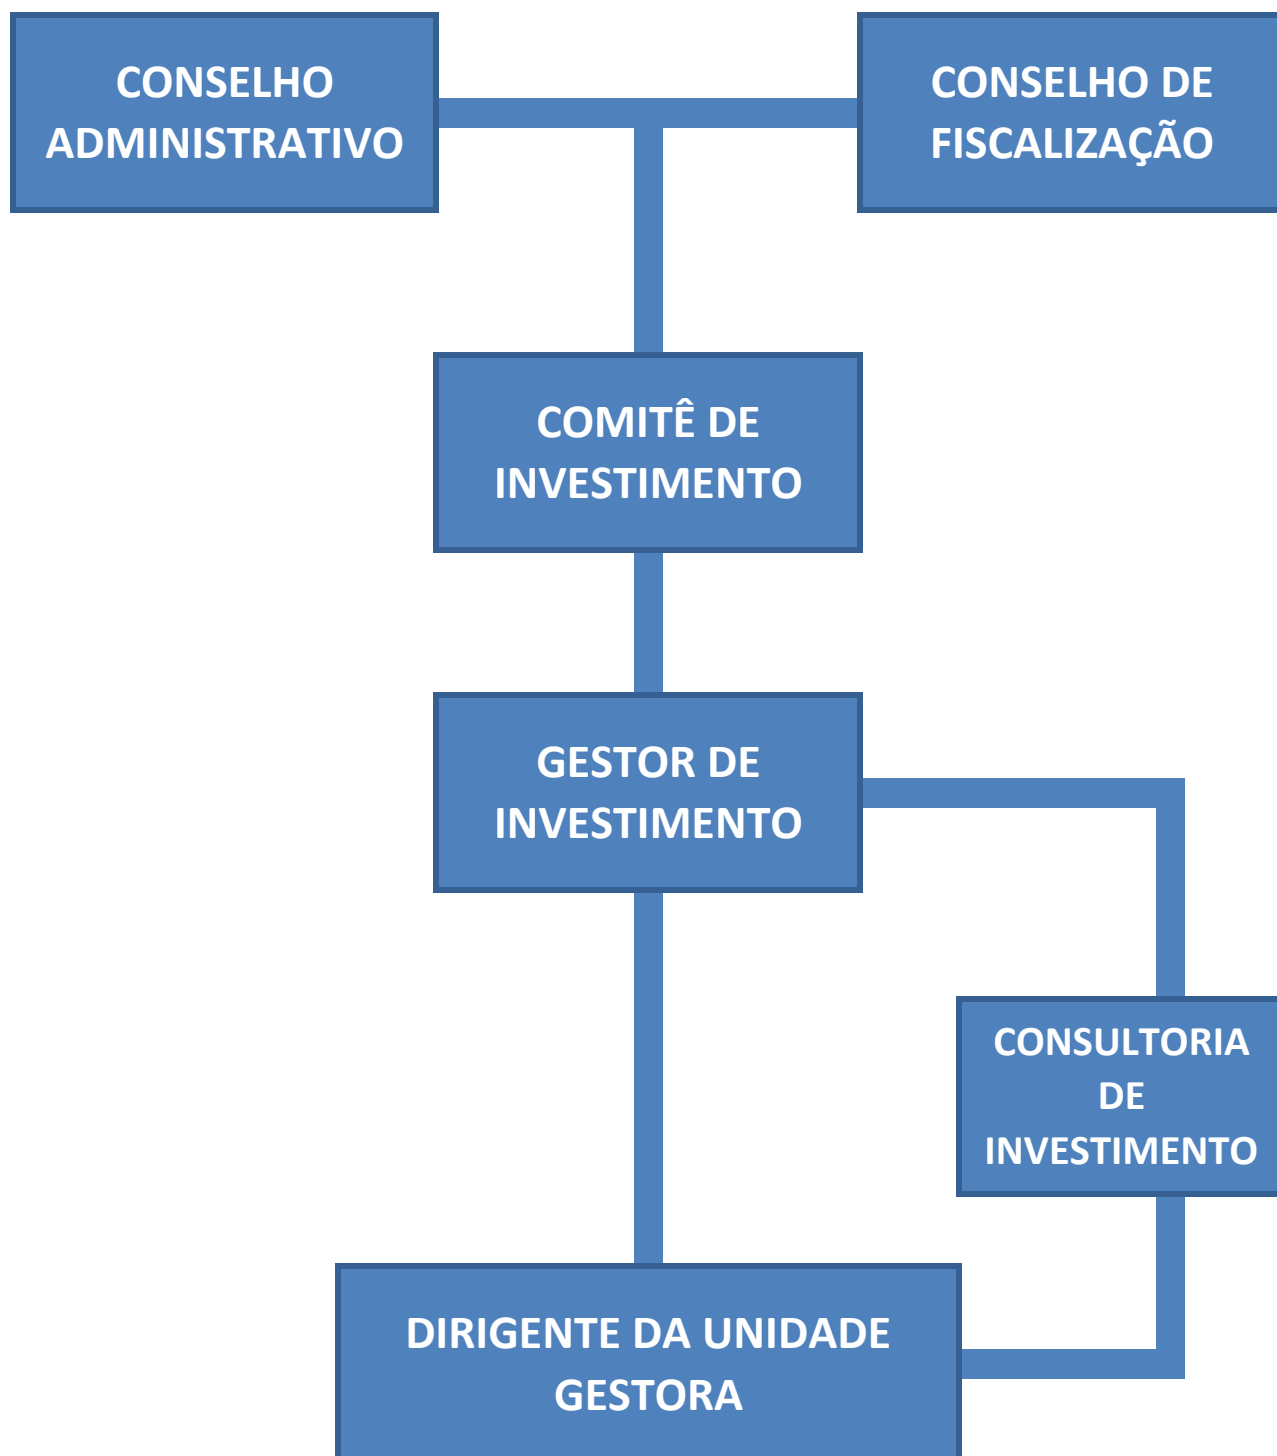 CONSELHO
ADMINISTRATIVO
CONSELHO DE
FISCALIZAÇÃO
COMITÊ DE
INVESTIMENTO
GESTOR DE
INVESTIMENTO
CONSULTORIA
DE
INVESTIMENTO
DIRIGENTE DA UNIDADE
GESTORA